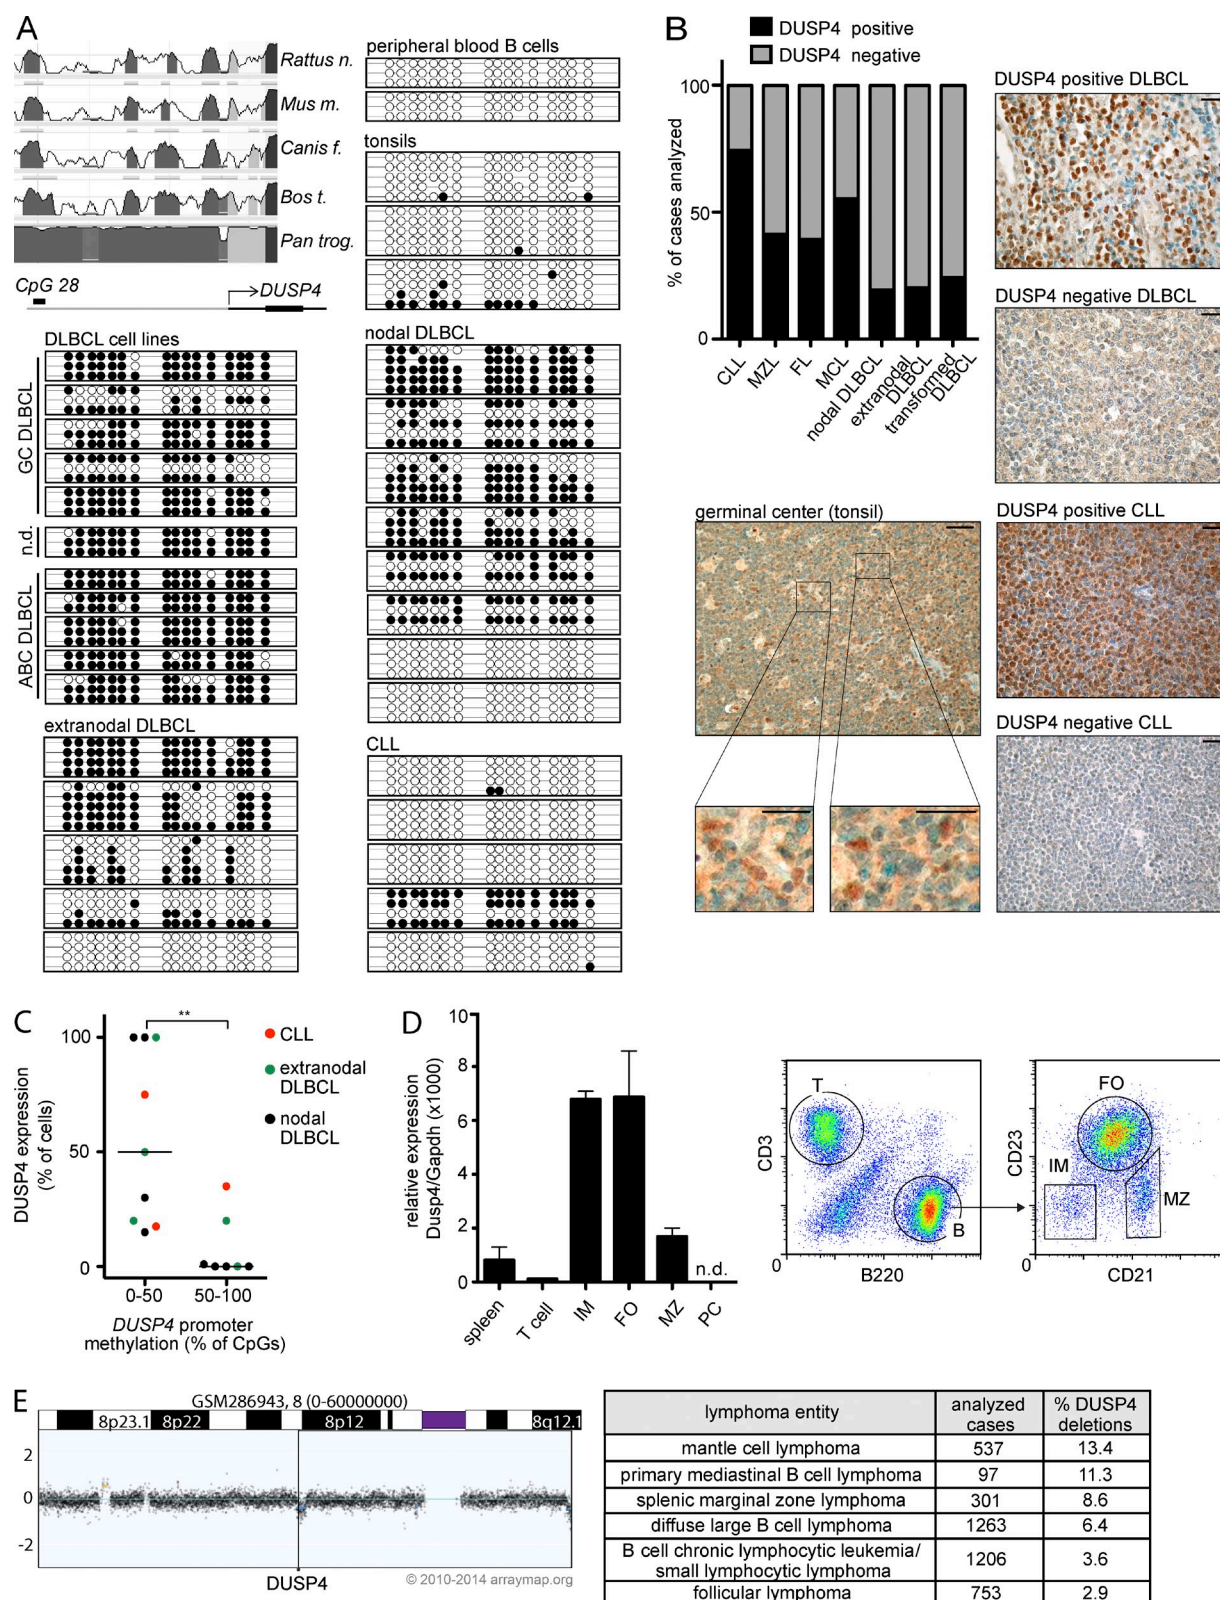 A
Rattus n.
Mus m.
Canis f.
Bos t.
Pan trog.
CpG 28
DUSP4
DLBCL cell lines
GC DLBCL
n.d.
ABC DLBCL
extranodal DLBCL
peripheral blood B cells
tonsils
nodal DLBCL
CLL
B
DUSP4 positive
DUSP4 negative
% of cases analyzed
100
50
0
CLL
MZL
FL
MCL
nodal DLBCL
extranodal
DLBCL
transformed
DLBCL
DUSP4 positive DLBCL
DUSP4 negative DLBCL
germinal center (tonsil)
DUSP4 positive CLL
DUSP4 negative CLL
C
DUSP4 expression
(% of cells)
100
50
0
**
CLL
extranodal
DLBCL
nodal
DLBCL
0-50
50-100
DUSP4 promoter
methylation (% of CpGs)
D
relative expression
Dusp4/Gapdh (x1000)
10
8
6
4
2
0
n.d.
spleen
T cell
IM
FO
MZ
PC
CD3
T
B
0
B220
CD23
FO
IM
MZ
0
CD21
E
GSM286943, 8 (0-60000000)
8p23.1
8p22
8p12
8q12.1
2
0
-2
DUSP4
© 2010-2014 arraymap.org
lymphoma entity analyzed cases % DUSP4 deletions
mantle cell lymphoma 537 13.4
primary mediastinal B cell lymphoma 97 11.3
splenic marginal zone lymphoma 301 8.6
diffuse large B cell lymphoma 1263 6.4
B cell chronic lymphocytic leukemia/
small lymphocytic lymphoma 1206 3.6
follicular lymphoma 753 2.9